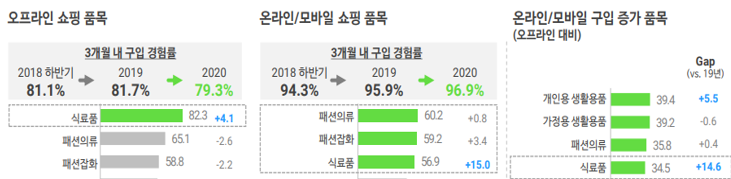 오프라인 쇼핑 품목
3개월 내 구입 경험률
2018 하반기 2019 2020
81.1% 81.7% 79.3%
식료품 82.3 +4.1
패션의류 65.1 -2.6
패션잡화 58.8 -2.2
온라인/모바일 쇼핑 품목
3개월 내 구입 경험률
2018 하반기 2019 2020
94.3% 95.9% 96.9%
패션의류 60.2 +0.8
패션잡화 59.2 +3.4
식료품 56.9 +15.0
온라인/모바일 구입 증가 품목
(오프라인 대비)
Gap
(vs. 19년)
개인용 생활용품 39.4 +5.5
가정용 생활용품 39.2 -0.6
패션의류 35.8 +0.4
식료품 34.5 +14.6